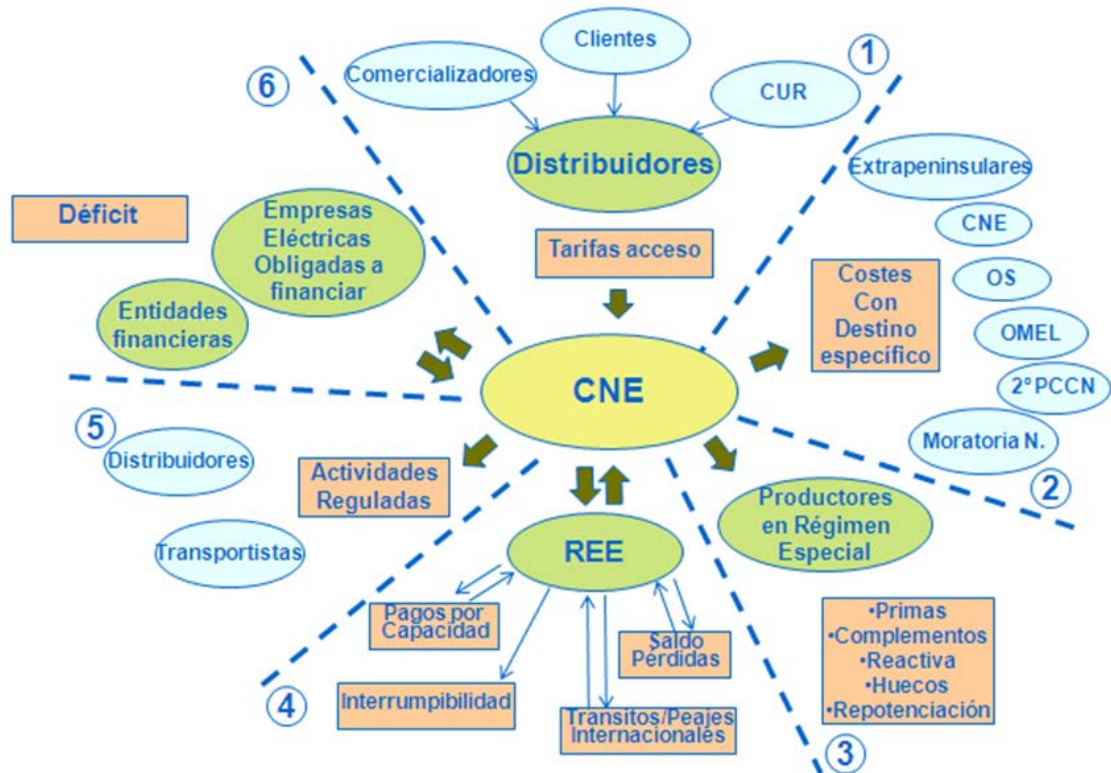 Clientes
Comercializadores
CUR
Distribuidores
Tarifas acceso
1
Extrapeninsulares
CNE
OS
OMEL
2º PCCN
Moratoria N.
Costes
Con
Destino
específico
2
CNE
Productores
en Régimen
Especial
•Primas
•Complementos
•Reactiva
•Huecos
•Repotenciación
3
REE
Pagos por
Capacidad
Interrumpibilidad
Transitos/Peajes
Internacionales
Saldo
Pérdidas
4
Actividades
Reguladas
5
Distribuidores
Transportistas
6
Déficit
Empresas
Eléctricas
Obligadas a
financiar
Entidades
financieras